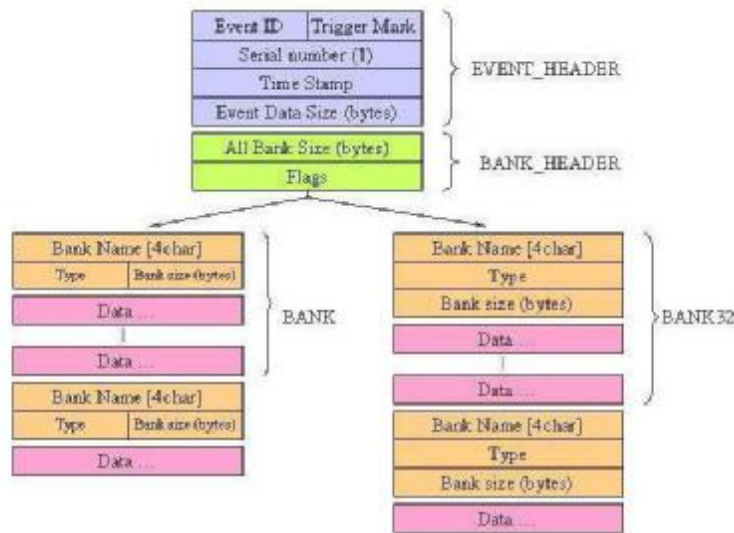 Event ID Trigger Mask
Serial number (1)
Time Stamp
Event Data Size (bytes)
EVENT_HEADER
All Bank Size (bytes)
Flags
BANK_HEADER
Bank Name [4char]
Type Bank size (bytes)
Data ...
Data ...
BANK
Bank Name [4char]
Type Bank size (bytes)
Data ...
Bank Name [4char]
Type
Bank size (bytes)
Data ...
Data ...
BANK32
Bank Name [4char]
Type
Bank size (bytes)
Data ...